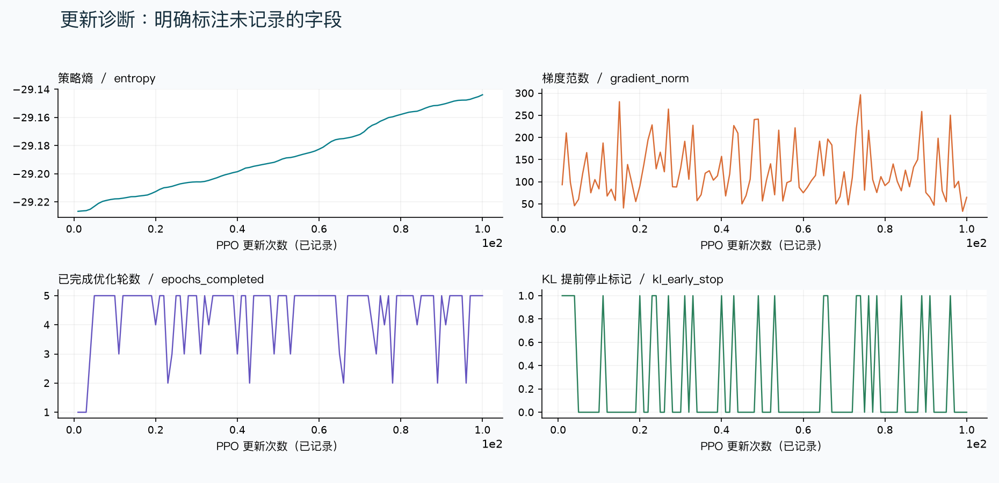 更新诊断：明确标注未记录的字段
策略熵 / entropy
−29.14
−29.16
−29.18
−29.20
−29.22
0.0 0.2 0.4 0.6 0.8 1.0
PPO 更新次数（已记录）
1e2
梯度范数 / gradient_norm
300
250
200
150
100
50
0.0 0.2 0.4 0.6 0.8 1.0
PPO 更新次数（已记录）
1e2
已完成优化轮数 / epochs_completed
5
4
3
2
1
0.0 0.2 0.4 0.6 0.8 1.0
PPO 更新次数（已记录）
1e2
KL 提前停止标记 / kl_early_stop
1.0
0.8
0.6
0.4
0.2
0.0
0.0 0.2 0.4 0.6 0.8 1.0
PPO 更新次数（已记录）
1e2